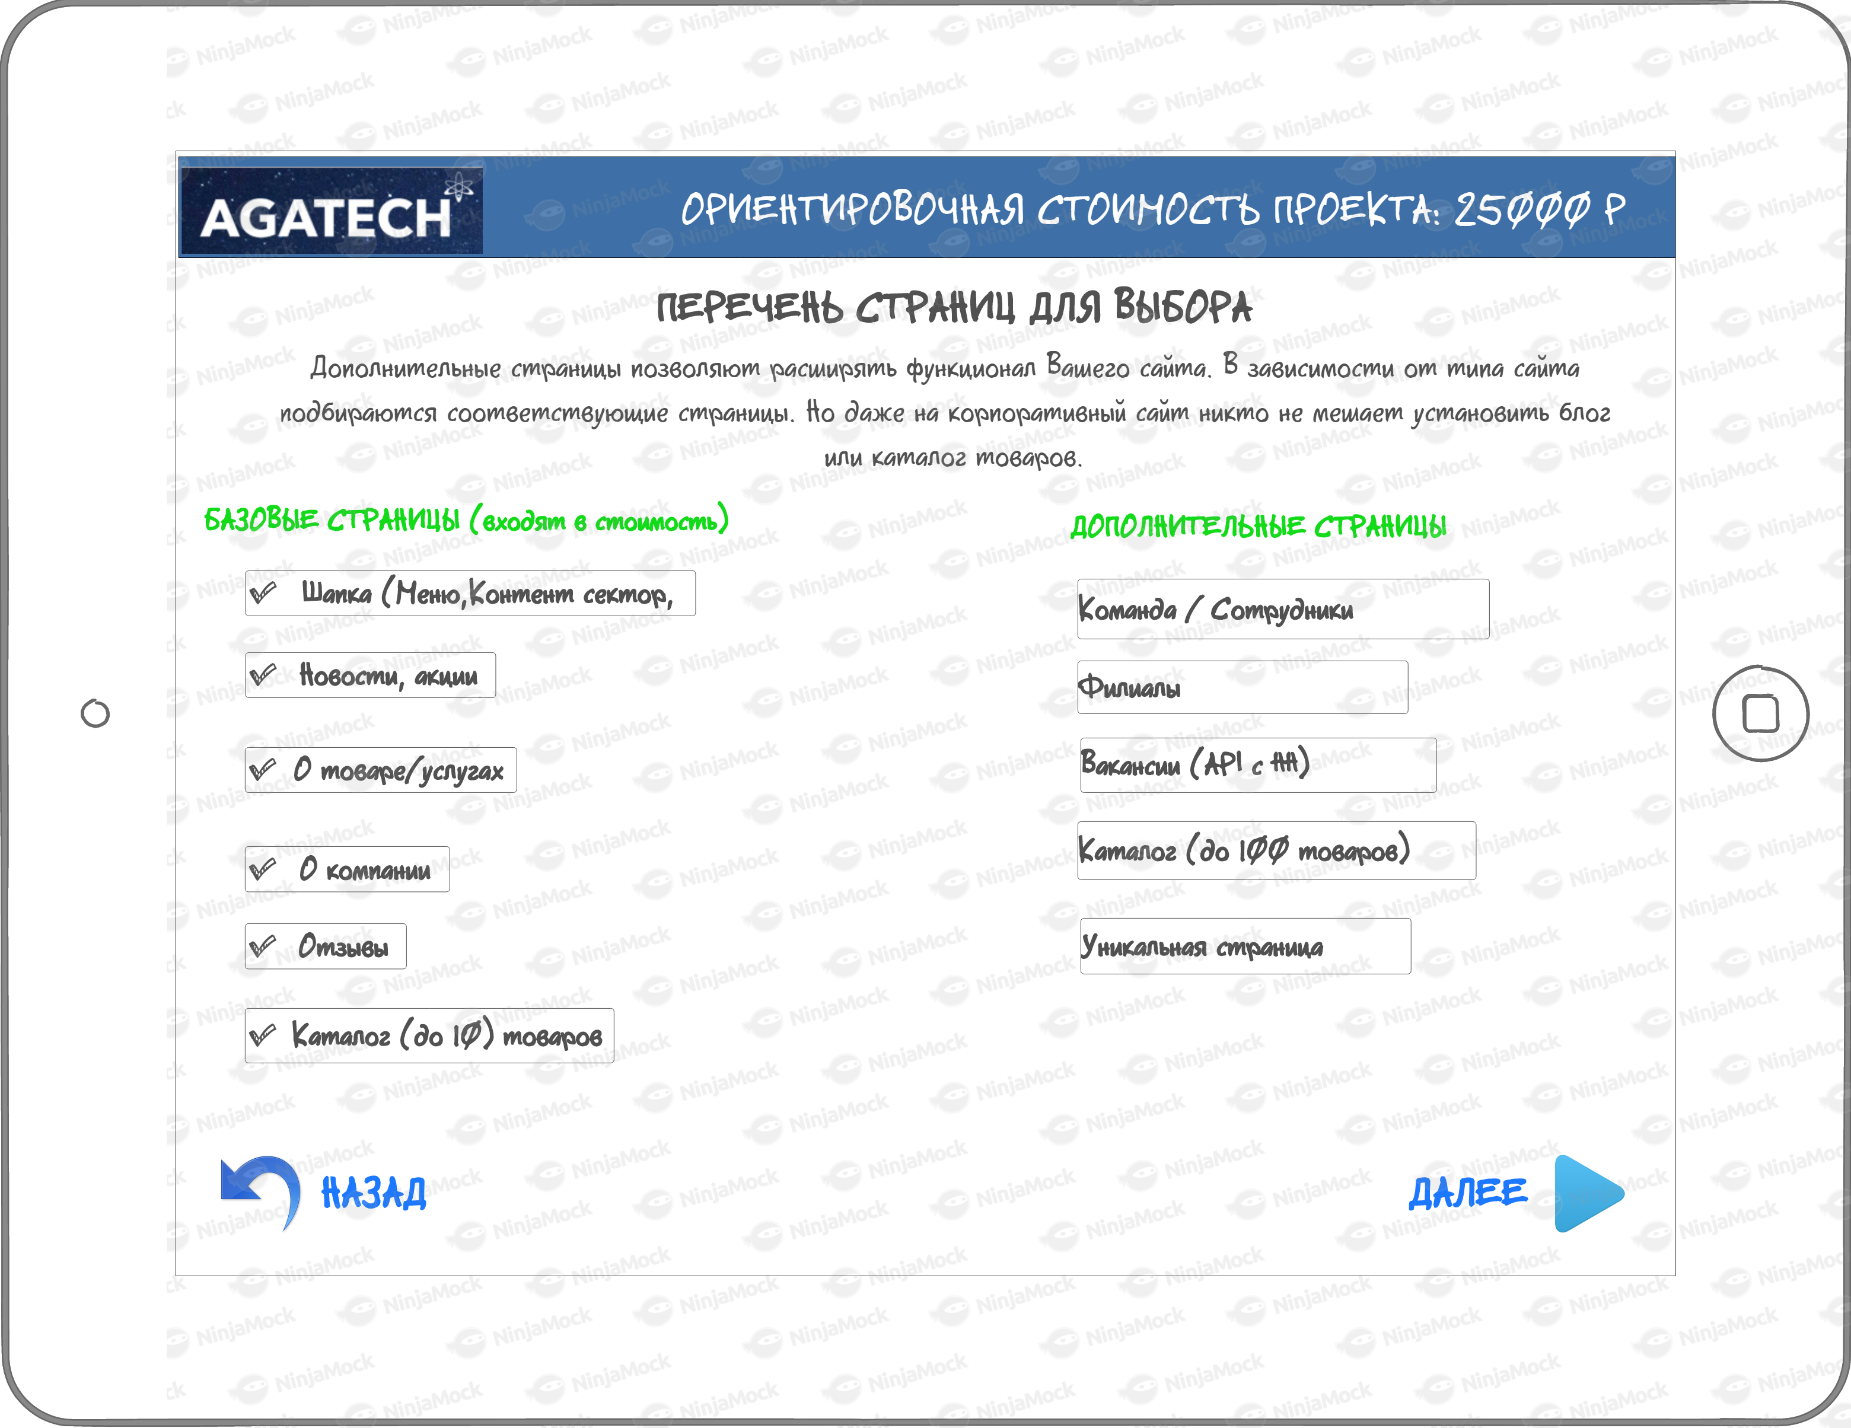 AGATECH
ОРИЕНТИРОВОЧНАЯ СТОИМОСТЬ ПРОЕКТА: 25000 Р
ПЕРЕЧЕНЬ СТРАНИЦ ДЛЯ ВЫБОРА
Дополнительные страницы позволяют расширять функционал Вашего сайта. В зависимости от типа сайта
подбираются соответствующие страницы. Но даже на корпоративный сайт никто не мешает установить блог
или каталог товаров.
БАЗОВЫЕ СТРАНИЦЫ (входят в стоимость)
Шапка (Меню,Контент сектор,
Новости, акции
О товаре/услугах
О компании
Отзывы
Каталог (до 10) товаров
ДОПОЛНИТЕЛЬНЫЕ СТРАНИЦЫ
Команда / Сотрудники
Филиалы
Вакансии (API с HH)
Каталог (до 100 товаров)
Уникальная страница
НАЗАД
ДАЛЕЕ
NinjaMock